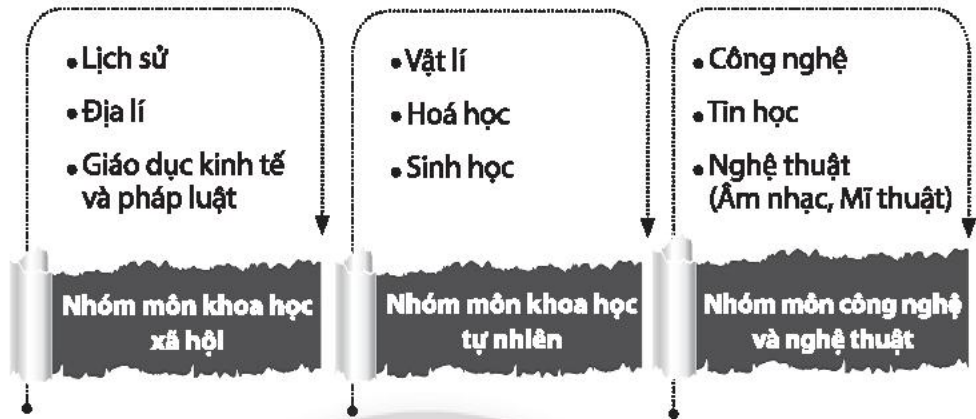 • Lịch sử
• Địa lí
• Giáo dục kinh tế
và pháp luật
Nhóm môn khoa học
xã hội
• Vật lí
• Hoá học
• Sinh học
Nhóm môn khoa học
tự nhiên
• Công nghệ
• Tin học
• Nghệ thuật
(Âm nhạc, Mĩ thuật)
Nhóm môn công nghệ
và nghệ thuật